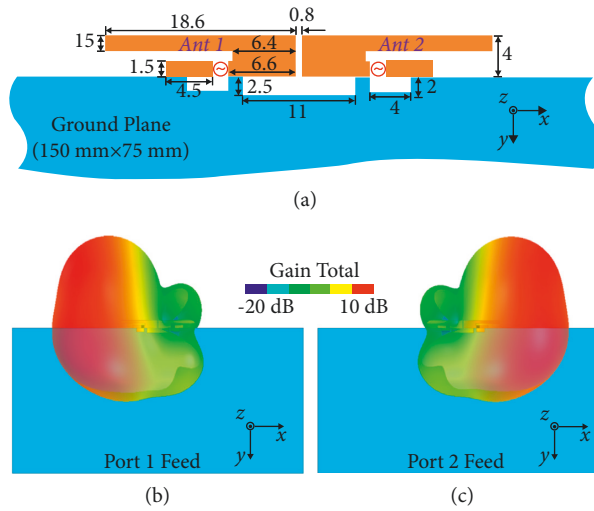 18.6
0.8
15
Ant 1
Ant 2
6.4
4
1.5
6.6
4.5
2.5
11
4
2
Ground Plane
(150 mm×75 mm)
z
x
y
(a)
Gain Total
-20 dB
10 dB
z
x
y
Port 1 Feed
z
x
y
Port 2 Feed
(b)
(c)